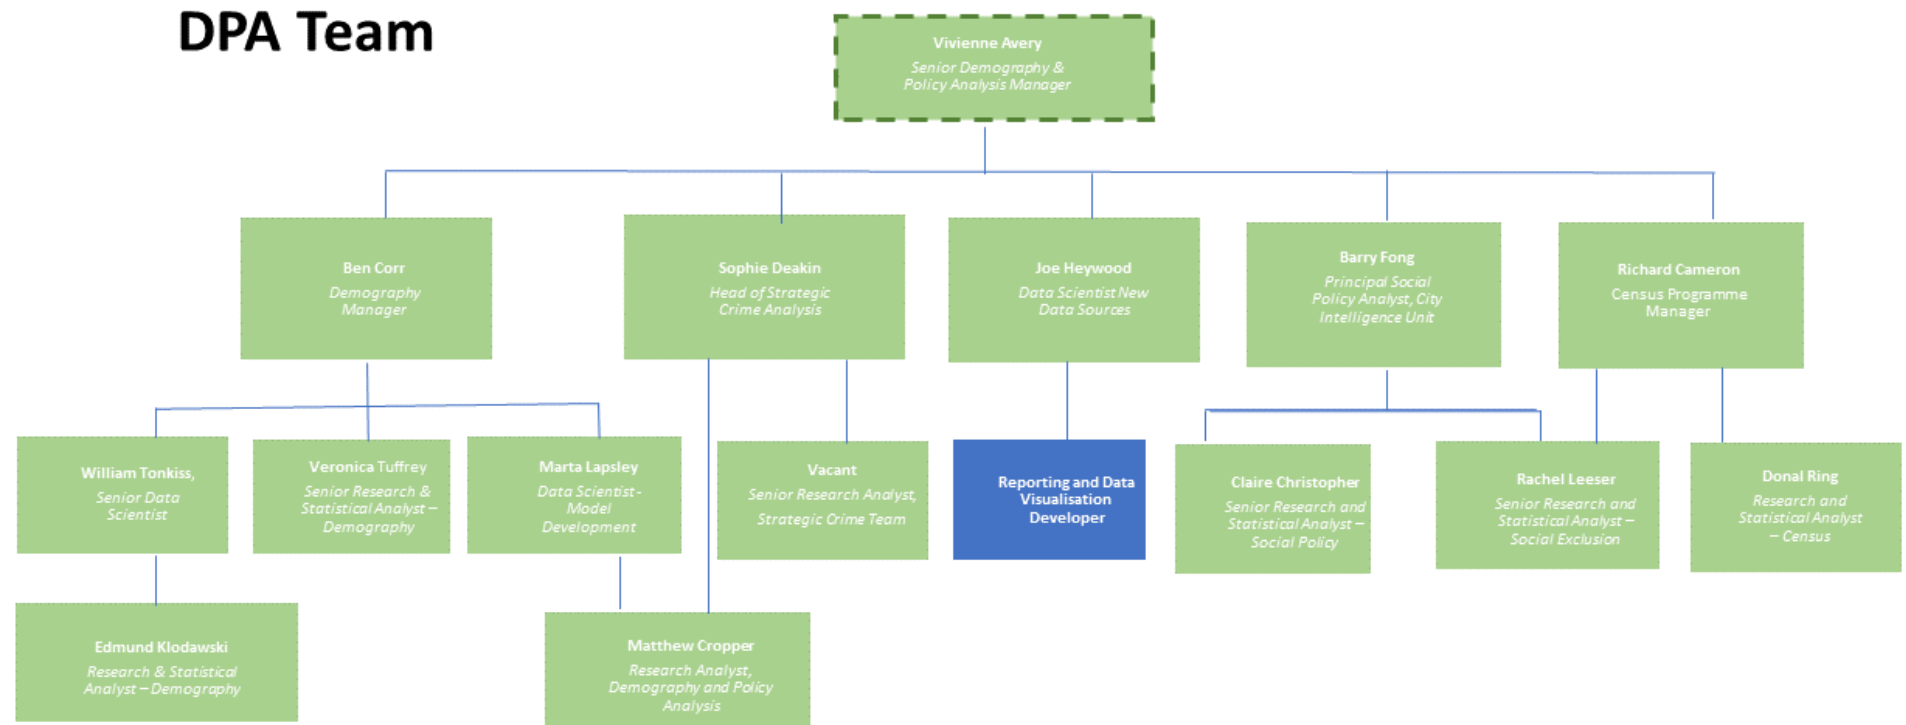 DPA Team
Vivienne Avery
Senior Demography &
Policy Analysis Manager
Ben Corr
Demography
Manager
Sophie Deakin
Head of Strategic
Crime Analysis
Joe Heywood
Data Scientist New
Data Sources
Barry Fong
Principal Social
Policy Analyst, City
Intelligence Unit
Richard Cameron
Census Programme
Manager
William Tonkiss,
Senior Data
Scientist
Veronica Tuffrey
Senior Research &
Statistical Analyst –
Demography
Marta Lapsley
Data Scientist -
Model
Development
Vacant
Senior Research Analyst,
Strategic Crime Team
Reporting and Data
Visualisation
Developer
Claire Christopher
Senior Research and
Statistical Analyst –
Social Policy
Rachel Leeser
Senior Research and
Statistical Analyst –
Social Exclusion
Donal Ring
Research and
Statistical Analyst
– Census
Edmund Klodawski
Research & Statistical
Analyst – Demography
Matthew Cropper
Research Analyst,
Demography and Policy
Analysis